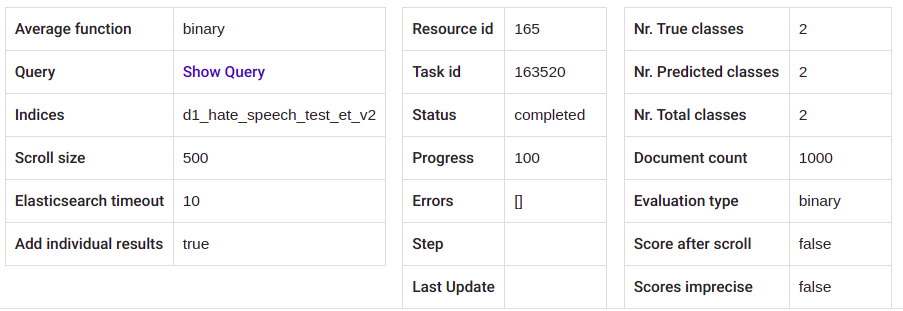 Average function binary
Query Show Query
Indices d1_hate_speech_test_et_v2
Scroll size 500
Elasticsearch timeout 10
Add individual results true
Resource id 165
Task id 163520
Status completed
Progress 100
Errors []
Step
Last Update
Nr. True classes 2
Nr. Predicted classes 2
Nr. Total classes 2
Document count 1000
Evaluation type binary
Score after scroll false
Scores imprecise false